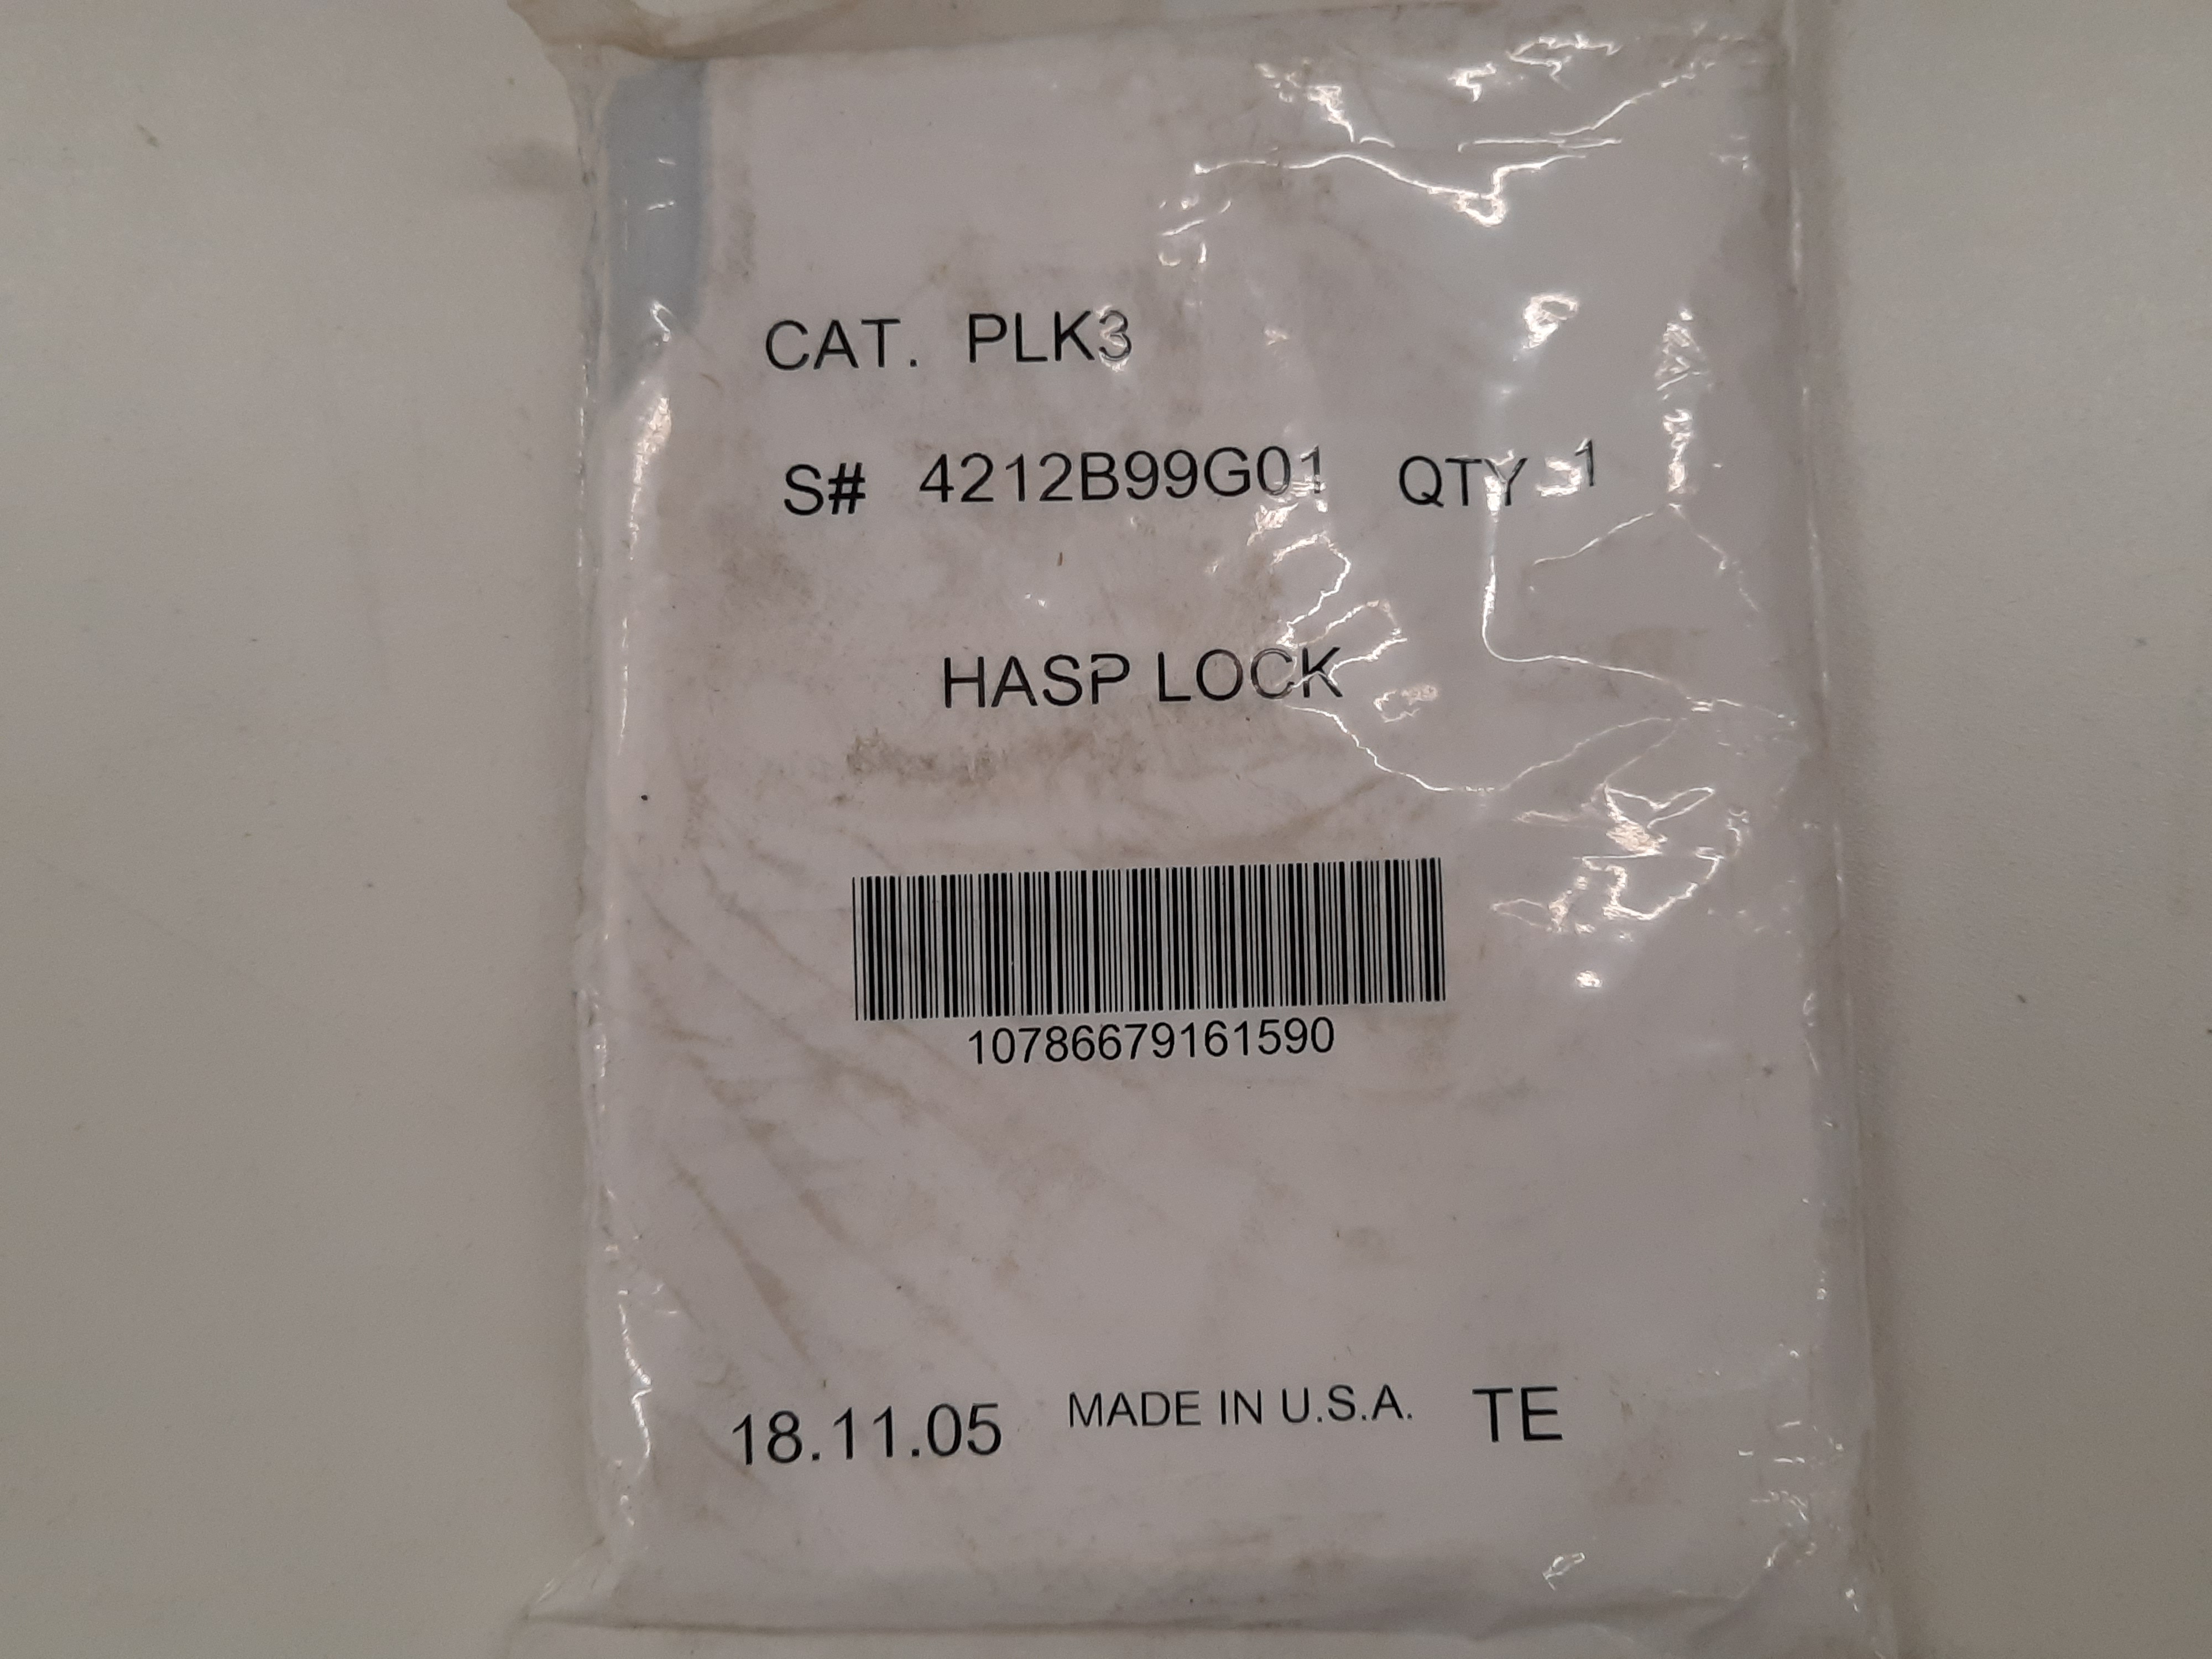 CAT. PLK3
S# 4212B99G01 QTY 1
HASP LOCK
10786679161590
18.11.05 MADE IN U.S.A. TE